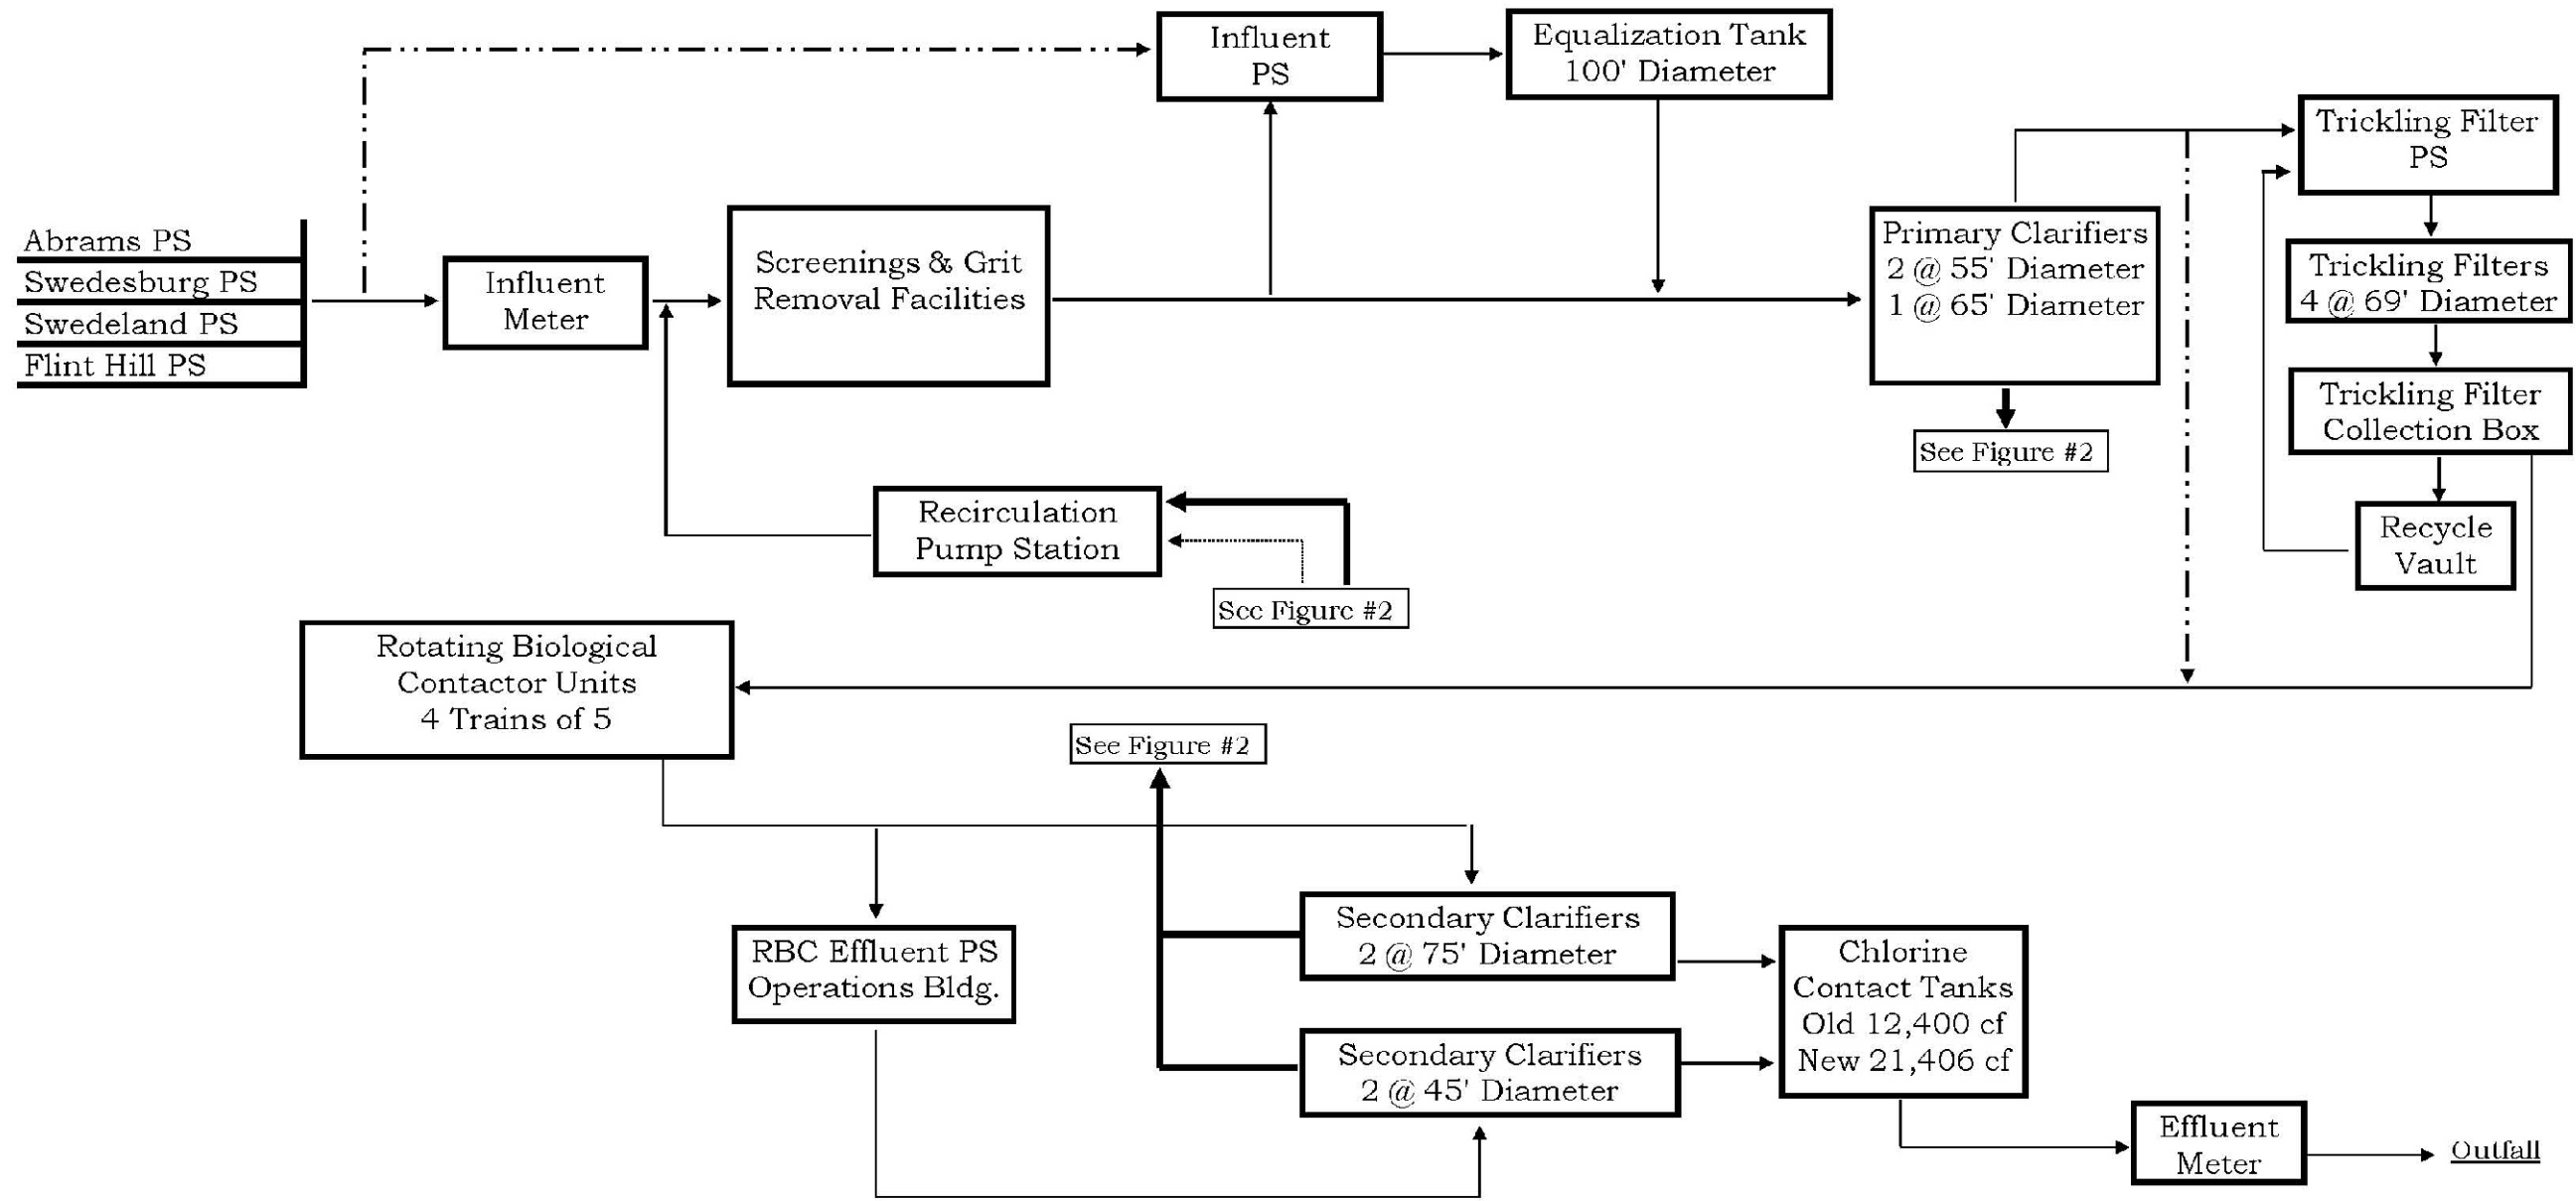 Influent
PS
Equalization Tank
100' Diameter
Trickling Filter
PS
Abrams PS
Swedesburg PS
Swedeland PS
Flint Hill PS
Influent
Meter
Screenings & Grit
Removal Facilities
Primary Clarifiers
2 @ 55' Diameter
1 @ 65' Diameter
Trickling Filters
4 @ 69' Diameter
Trickling Filter
Collection Box
See Figure #2
Recycle
Vault
Recirculation
Pump Station
See Figure #2
Rotating Biological
Contactor Units
4 Trains of 5
See Figure #2
RBC Effluent PS
Operations Bldg.
Secondary Clarifiers
2 @ 75' Diameter
Secondary Clarifiers
2 @ 45' Diameter
Chlorine
Contact Tanks
Old 12,400 cf
New 21,406 cf
Effluent
Meter
Outfall